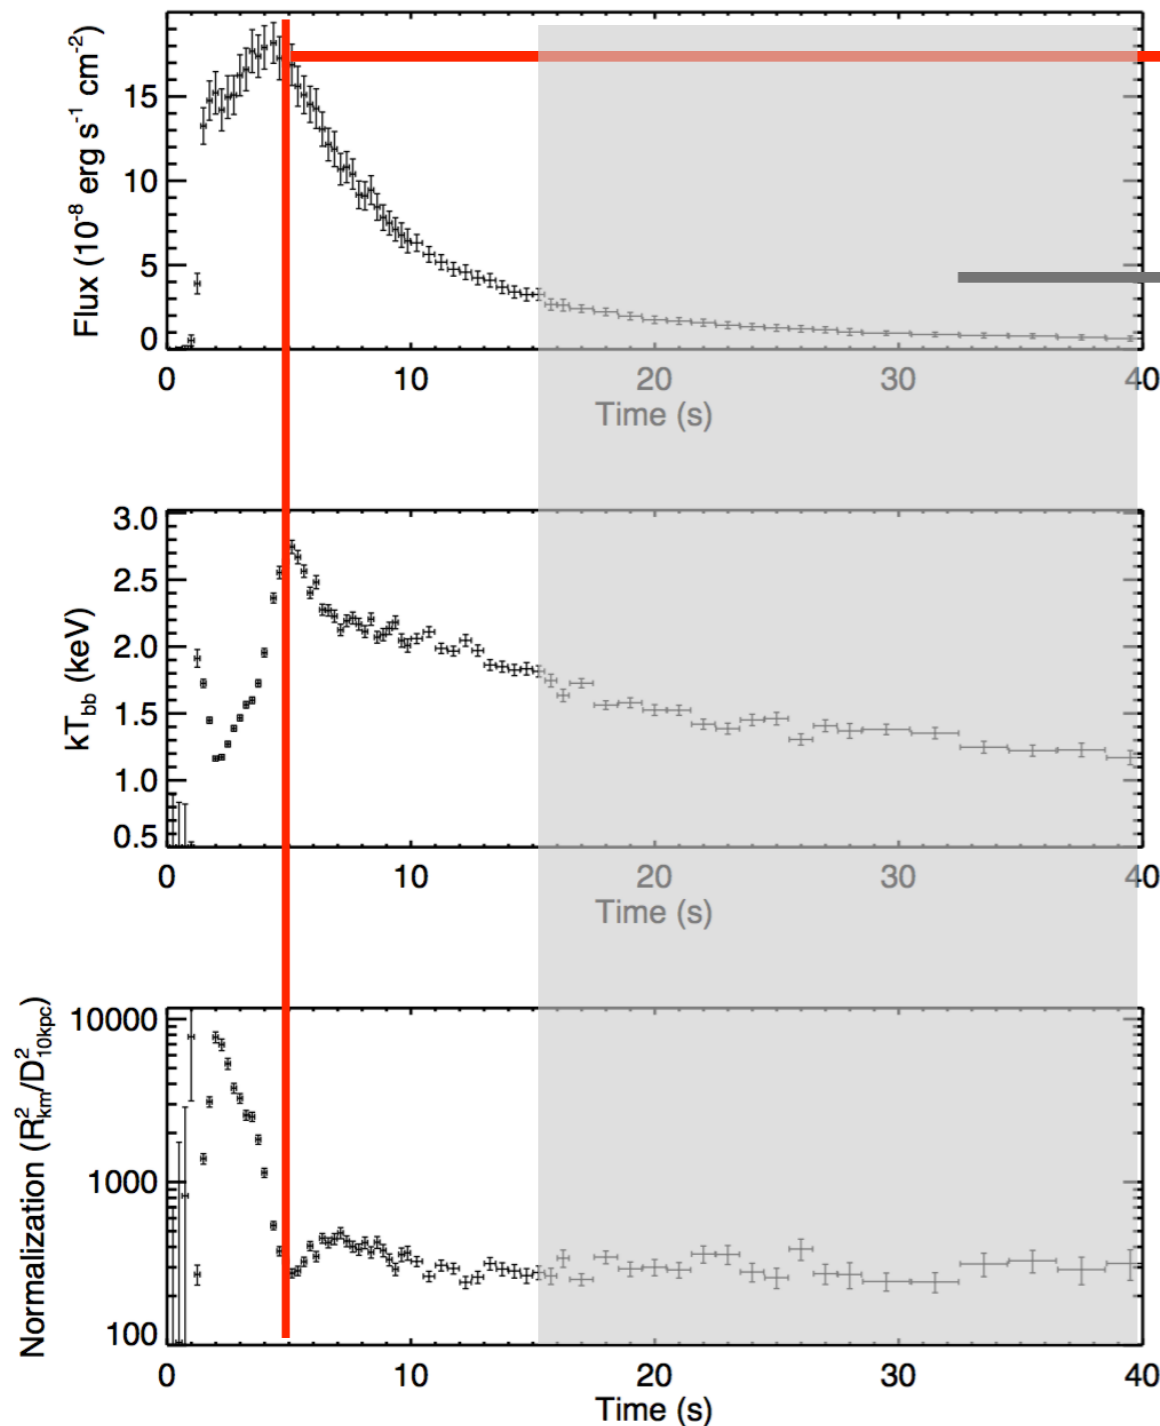 Flux (10⁻⁸ erg s⁻¹ cm⁻²)
15
10
5
0
0 10 20 30 40
Time (s)
kT_bb (keV)
3.0
2.5
2.0
1.5
1.0
0.5
0 10 20 30 40
Time (s)
Normalization (R²_km/D²_10kpc)
10000
1000
100
0 10 20 30 40
Time (s)